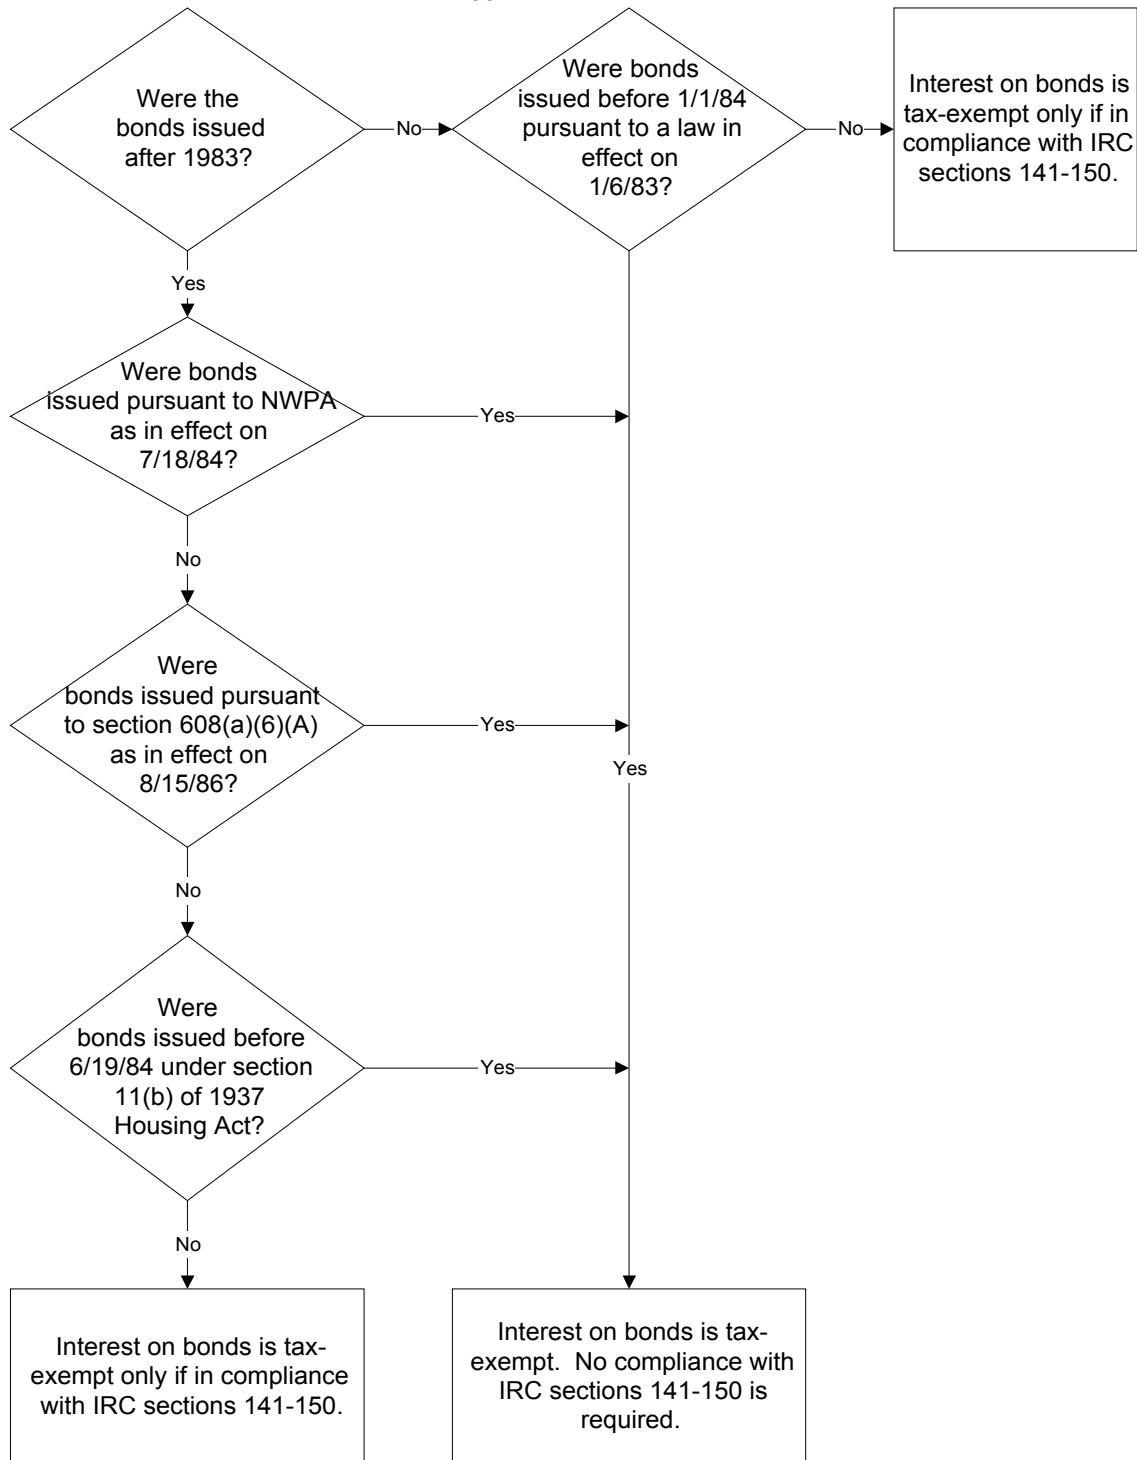 Were the
bonds issued
after 1983?
No
Were bonds
issued before 1/1/84
pursuant to a law in
effect on
1/6/83?
No
Interest on bonds is
tax-exempt only if in
compliance with IRC
sections 141-150.
Yes
Were bonds
issued pursuant to NWPA
as in effect on
7/18/84?
Yes
No
Were
bonds issued pursuant
to section 608(a)(6)(A)
as in effect on
8/15/86?
Yes
Yes
No
Were
bonds issued before
6/19/84 under section
11(b) of 1937
Housing Act?
Yes
No
Interest on bonds is tax-
exempt only if in compliance
with IRC sections 141-150.
Interest on bonds is tax-
exempt.  No compliance with
IRC sections 141-150 is
required.